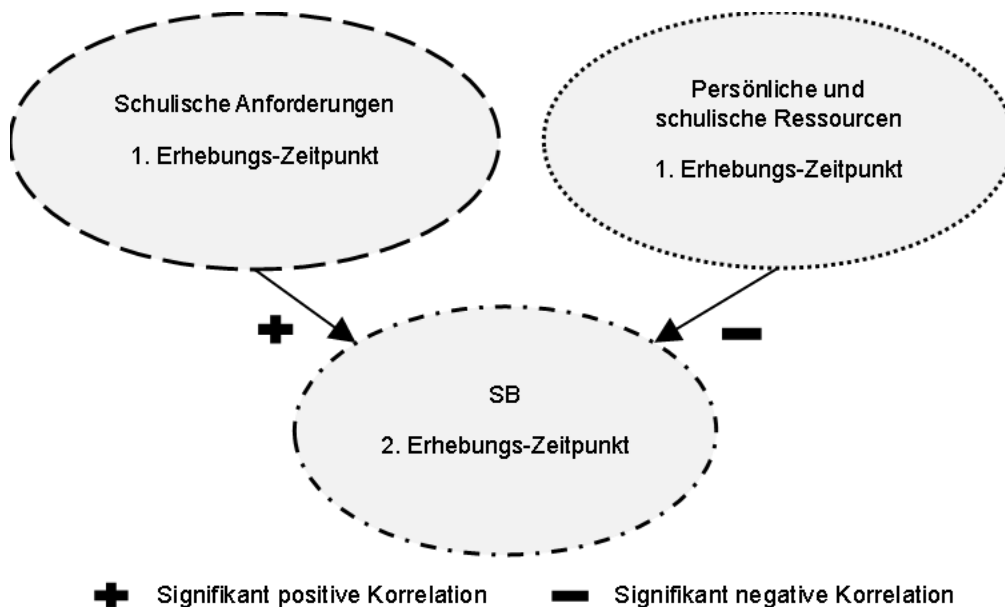 Schulische Anforderungen
1. Erhebungs-Zeitpunkt
Persönliche und
schulische Ressourcen
1. Erhebungs-Zeitpunkt
SB
2. Erhebungs-Zeitpunkt
Signifikant positive Korrelation
Signifikant negative Korrelation